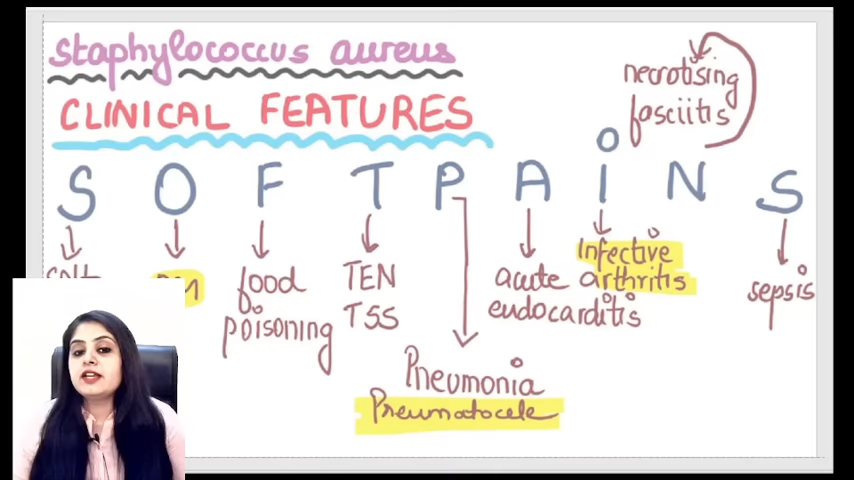 Staphylococcus aureus
CLINICAL FEATURES
necrotising
fasciitis
S O F T P A I N S
food
poisoning
TEN
TSS
Pneumonia
Pneumatocele
acute
endocarditis
Infective
arthritis
sepsis